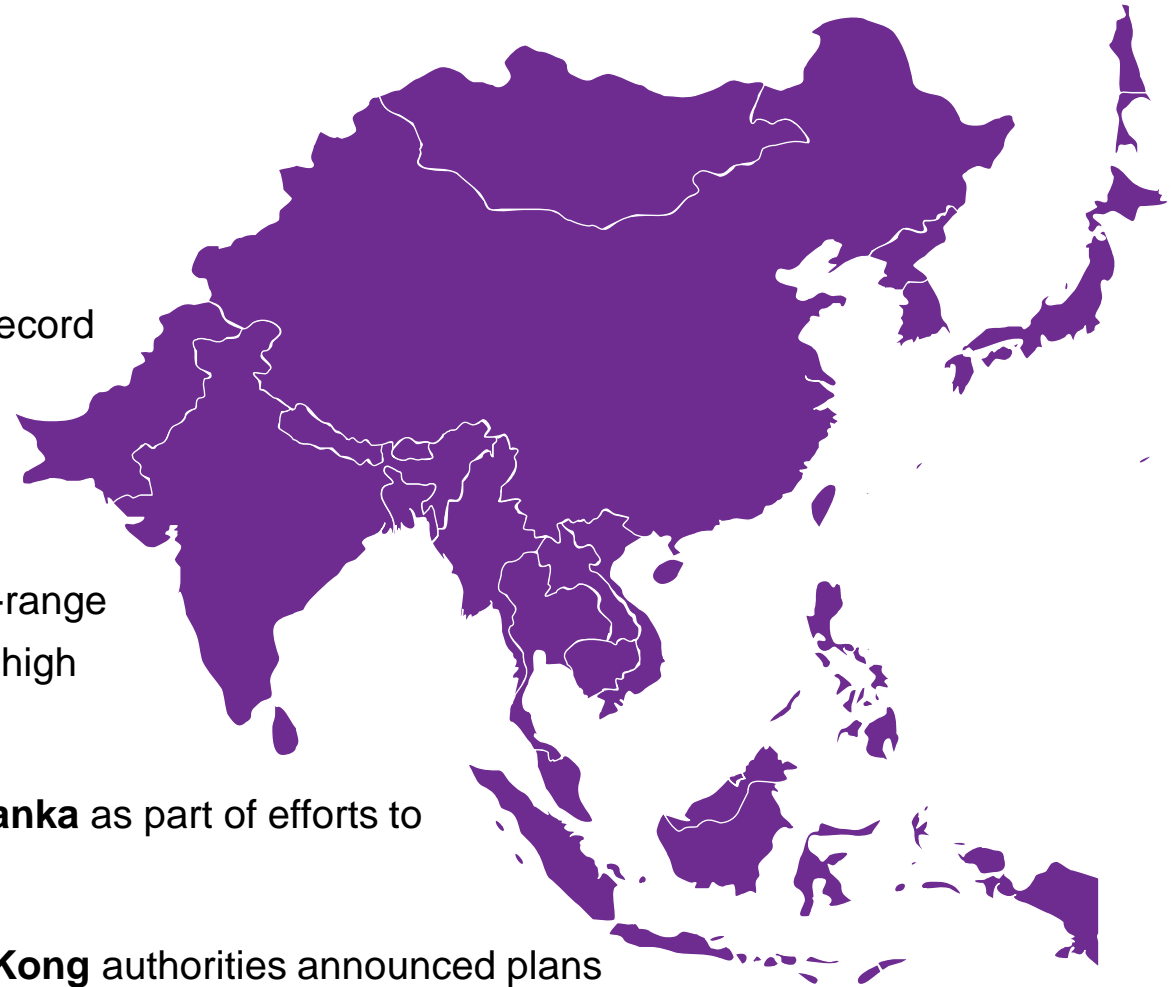 ecord
-range
high
anka as part of efforts to
Kong authorities announced plans